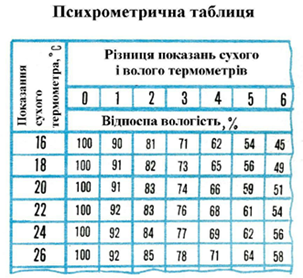 Психрометрична таблиця
Показання сухого термометра, °С
Різниця показань сухого
і волого термометрів
0 1 2 3 4 5 6
Відносна вологість, %
16 100 90 81 71 62 54 45
18 100 91 82 73 65 56 49
20 100 91 83 74 66 59 51
22 100 92 83 76 68 61 54
24 100 92 84 77 69 62 56
26 100 92 85 78 71 64 58